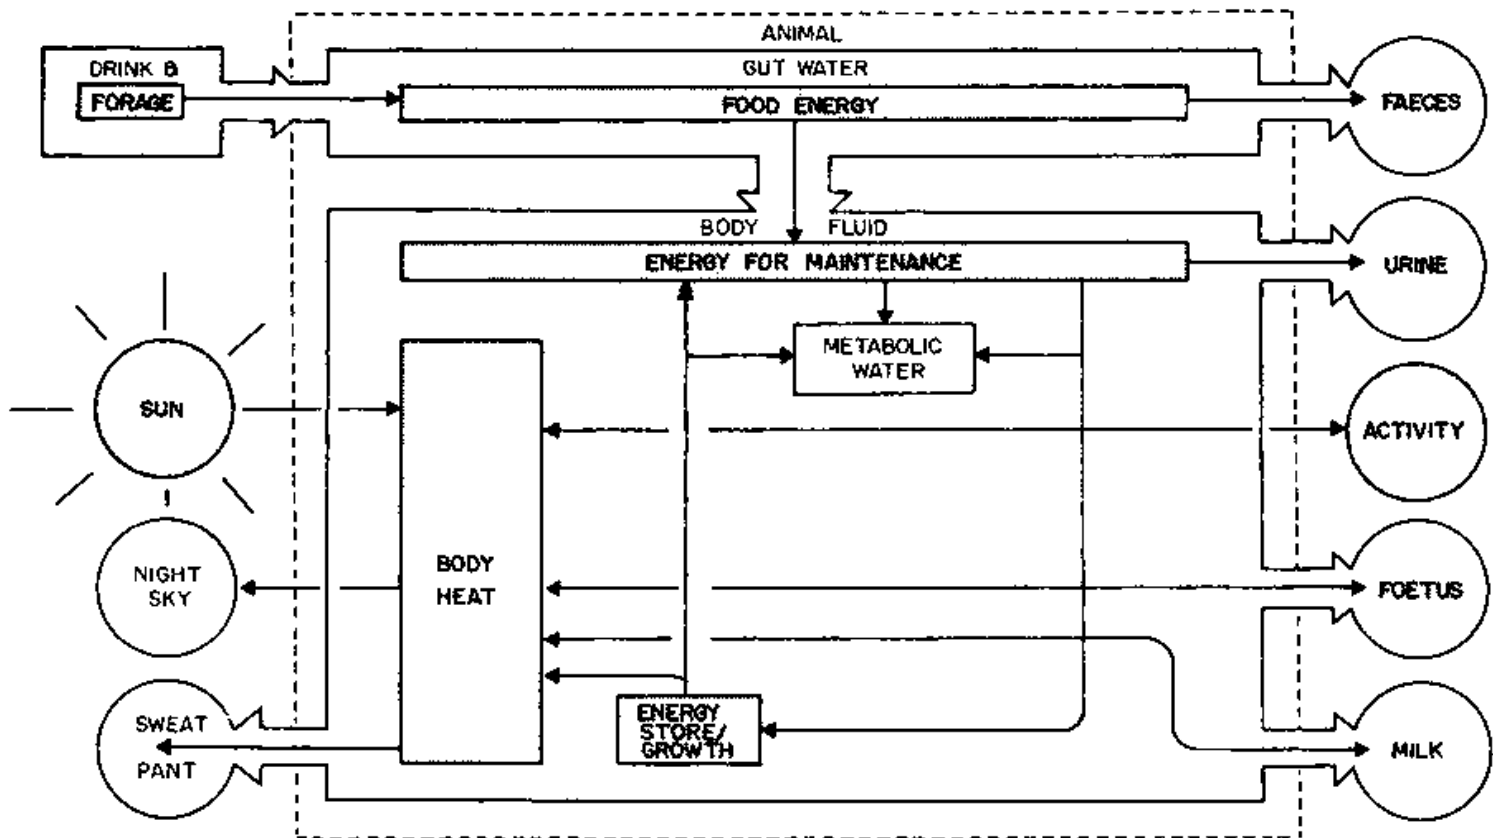 ANIMAL
DRINK &
FORAGE
GUT WATER
FOOD ENERGY
FAECES
BODY FLUID
ENERGY FOR MAINTENANCE
URINE
METABOLIC
WATER
SUN
ACTIVITY
NIGHT
SKY
BODY
HEAT
FOETUS
SWEAT
PANT
ENERGY
STORE/
GROWTH
MILK